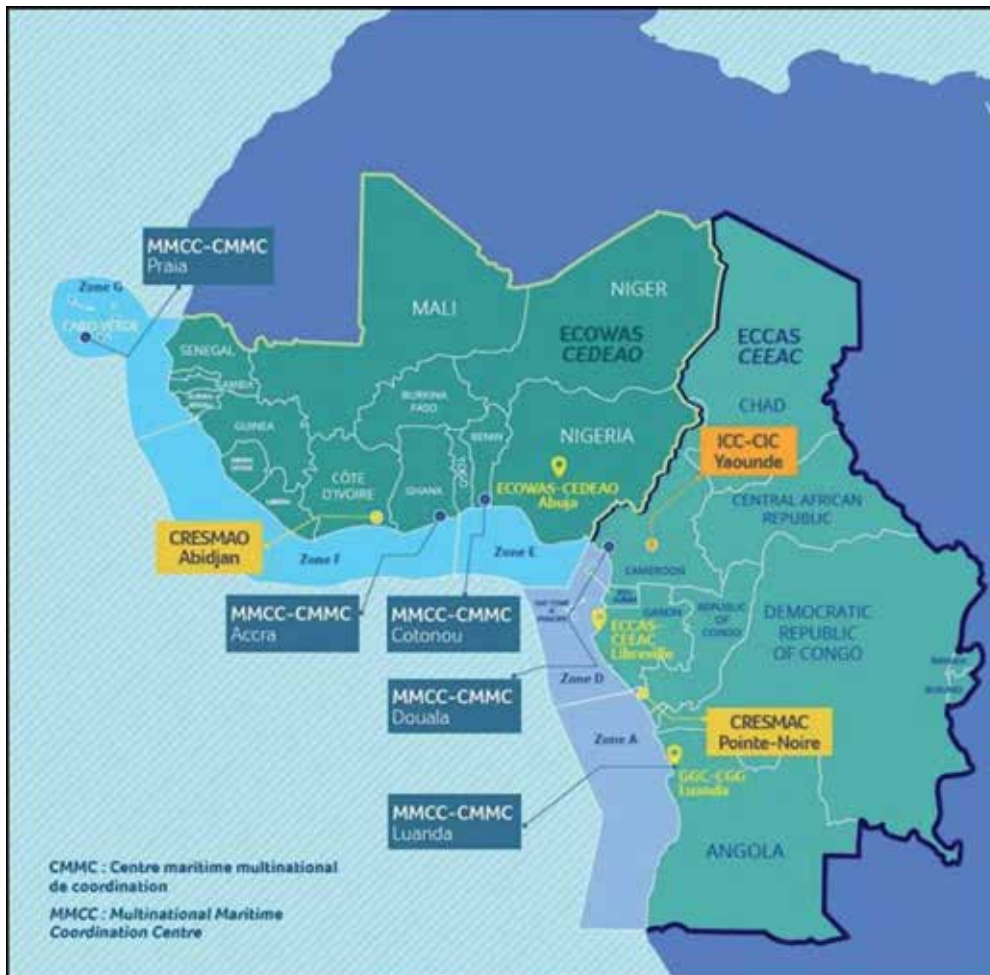 MMCC-CMMC
Praia
Zone G
CABO VERDE
MALI
NIGER
ECOWAS
CEDEAO
ECCAS
CEEAC
CHAD
SENEGAL
GAMBIA
GUINEA
BURKINA
FASO
BENIN
NIGERIA
ICC-CIC
Yaounde
CÔTE
D'IVOIRE
GHANA
TOGO
ECOWAS-CEDEAO
Abuja
CENTRAL AFRICAN
REPUBLIC
CRESMAO
Abidjan
Zone F
Zone E
CAMEROON
MMCC-CMMC
Accra
MMCC-CMMC
Cotonou
GABON
REPUBLIC
OF
CONGO
DEMOCRATIC
REPUBLIC
OF CONGO
ECCAS-
CEEAC
Libreville
MMCC-CMMC
Douala
Zone D
BURUNDI
CRESMAC
Pointe-Noire
Zone A
GGC-CGG
Luanda
MMCC-CMMC
Luanda
ANGOLA
CMMC : Centre maritime multinational
de coordination
MMCC : Multinational Maritime
Coordination Centre